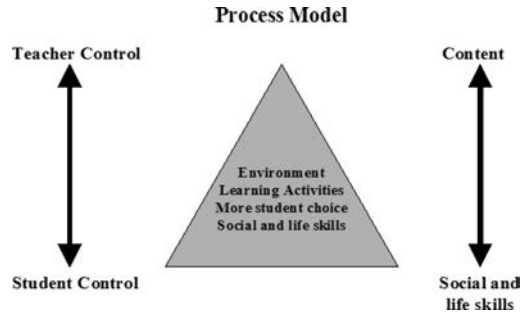 Process Model
Teacher Control
Content
Environment
Learning Activities
More student choice
Social and life skills
Student Control
Social and
life skills